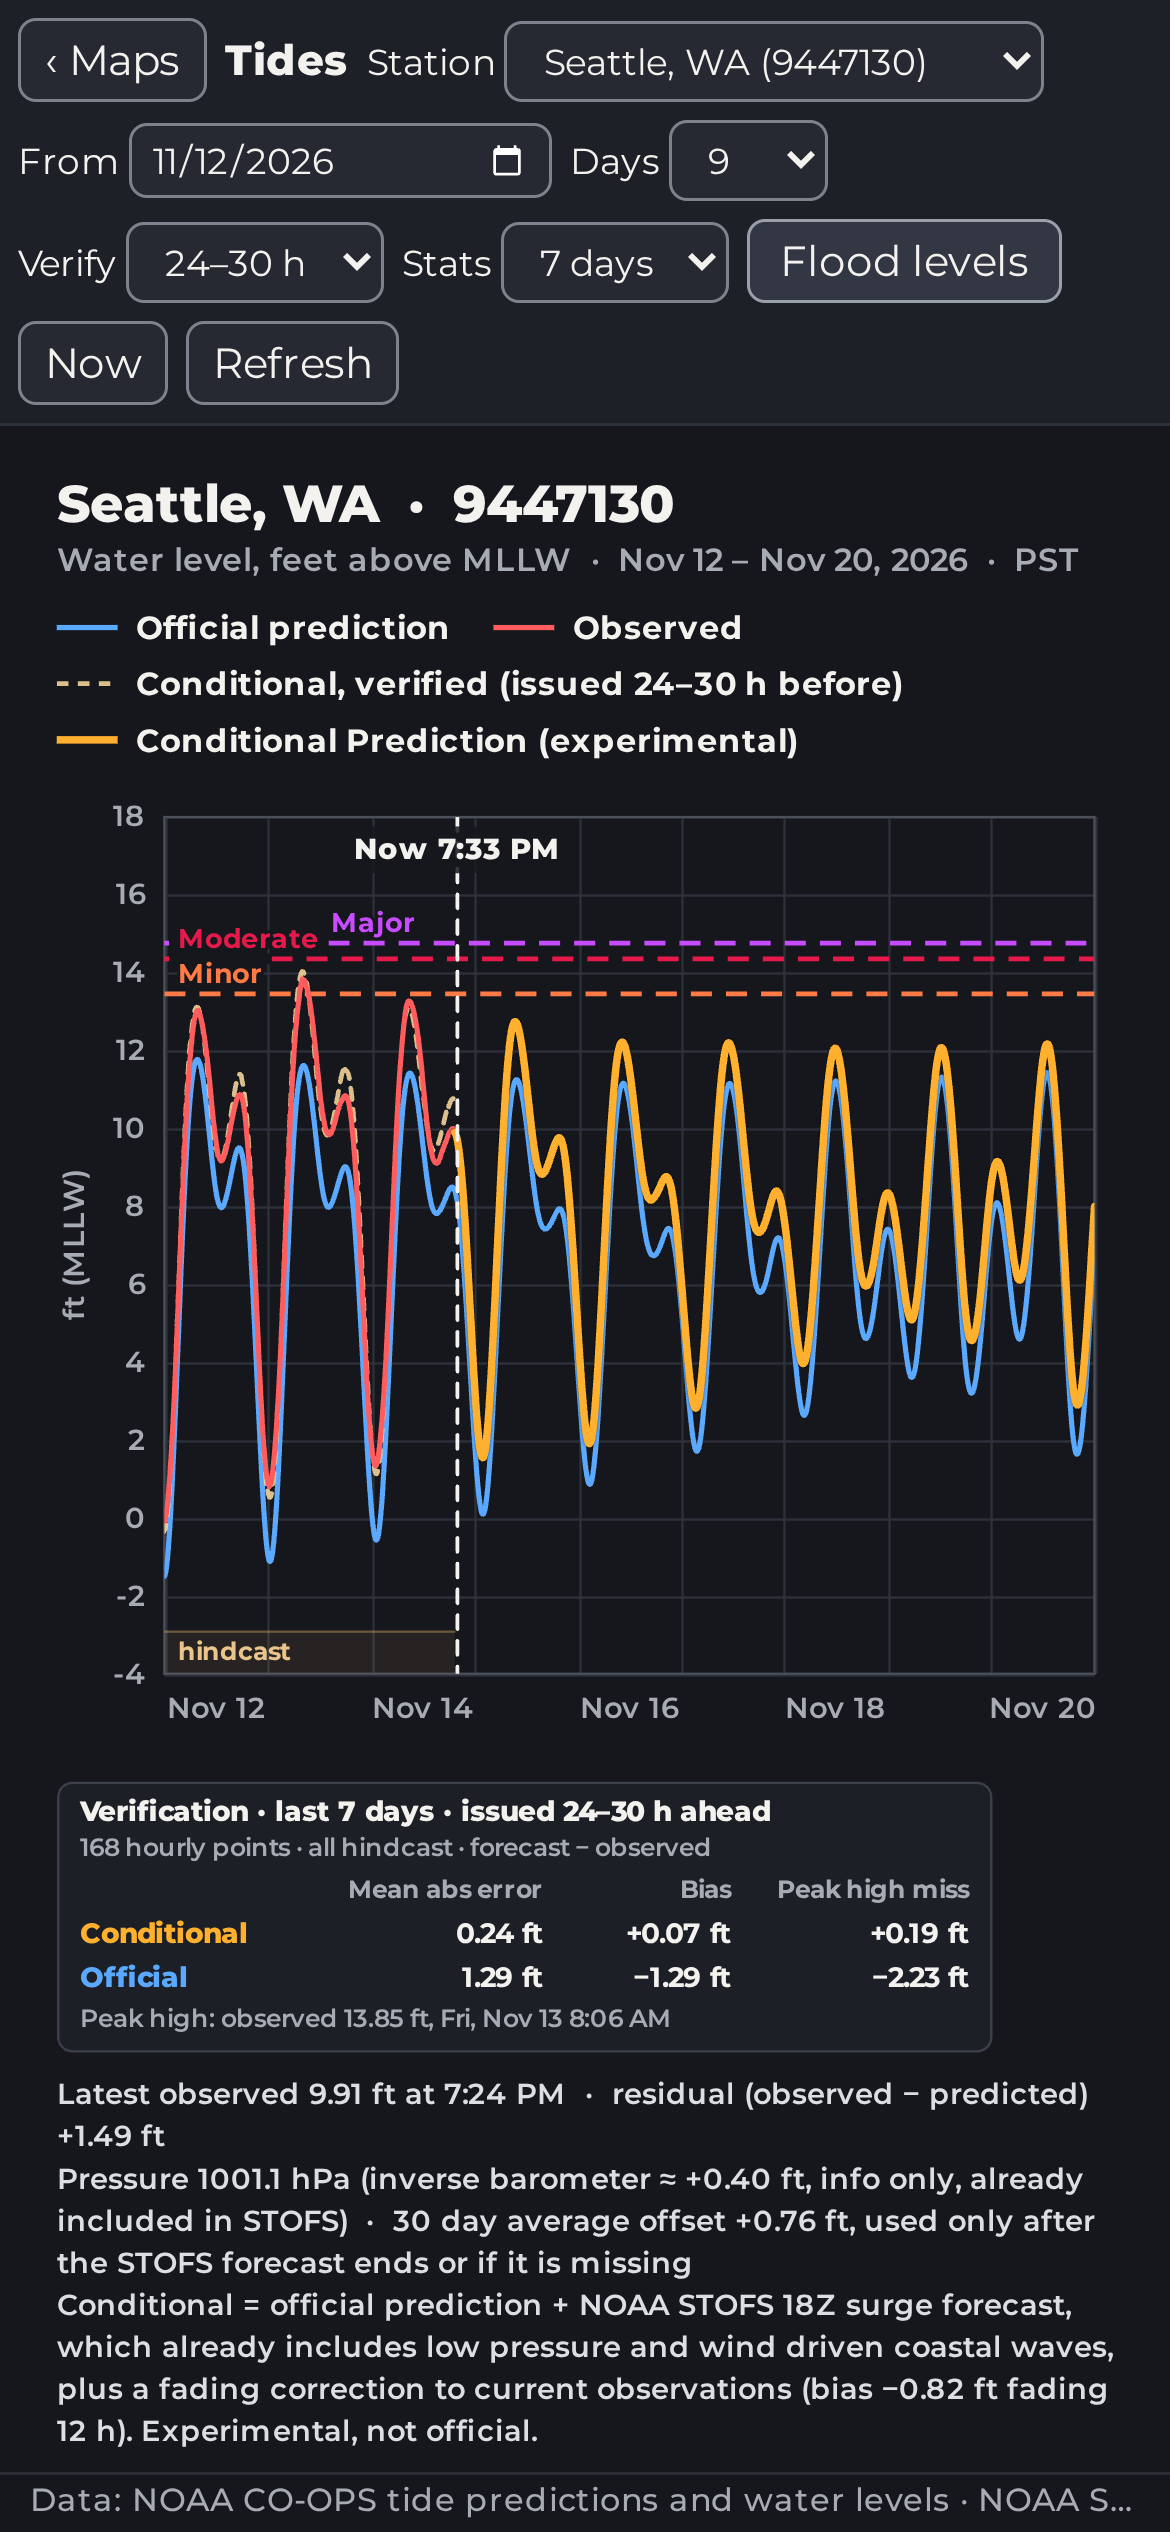 ‹ Maps Tides Station Seattle, WA (9447130)
From 11/12/2026 Days 9
Verify 24–30 h Stats 7 days Flood levels
Now Refresh
Seattle, WA · 9447130
Water level, feet above MLLW · Nov 12 – Nov 20, 2026 · PST
Official prediction Observed
Conditional, verified (issued 24–30 h before)
Conditional Prediction (experimental)
18
Now 7:33 PM
16
Major
Moderate
14
Minor
12
10
8
ft (MLLW)
6
4
2
0
-2
hindcast
-4
Nov 12 Nov 14 Nov 16 Nov 18 Nov 20
Verification · last 7 days · issued 24–30 h ahead
168 hourly points · all hindcast · forecast − observed
Mean abs error Bias Peak high miss
Conditional 0.24 ft +0.07 ft +0.19 ft
Official 1.29 ft −1.29 ft −2.23 ft
Peak high: observed 13.85 ft, Fri, Nov 13 8:06 AM
Latest observed 9.91 ft at 7:24 PM · residual (observed − predicted)
+1.49 ft
Pressure 1001.1 hPa (inverse barometer ≈ +0.40 ft, info only, already
included in STOFS) · 30 day average offset +0.76 ft, used only after
the STOFS forecast ends or if it is missing
Conditional = official prediction + NOAA STOFS 18Z surge forecast,
which already includes low pressure and wind driven coastal waves,
plus a fading correction to current observations (bias −0.82 ft fading
12 h). Experimental, not official.
Data: NOAA CO-OPS tide predictions and water levels · NOAA S...